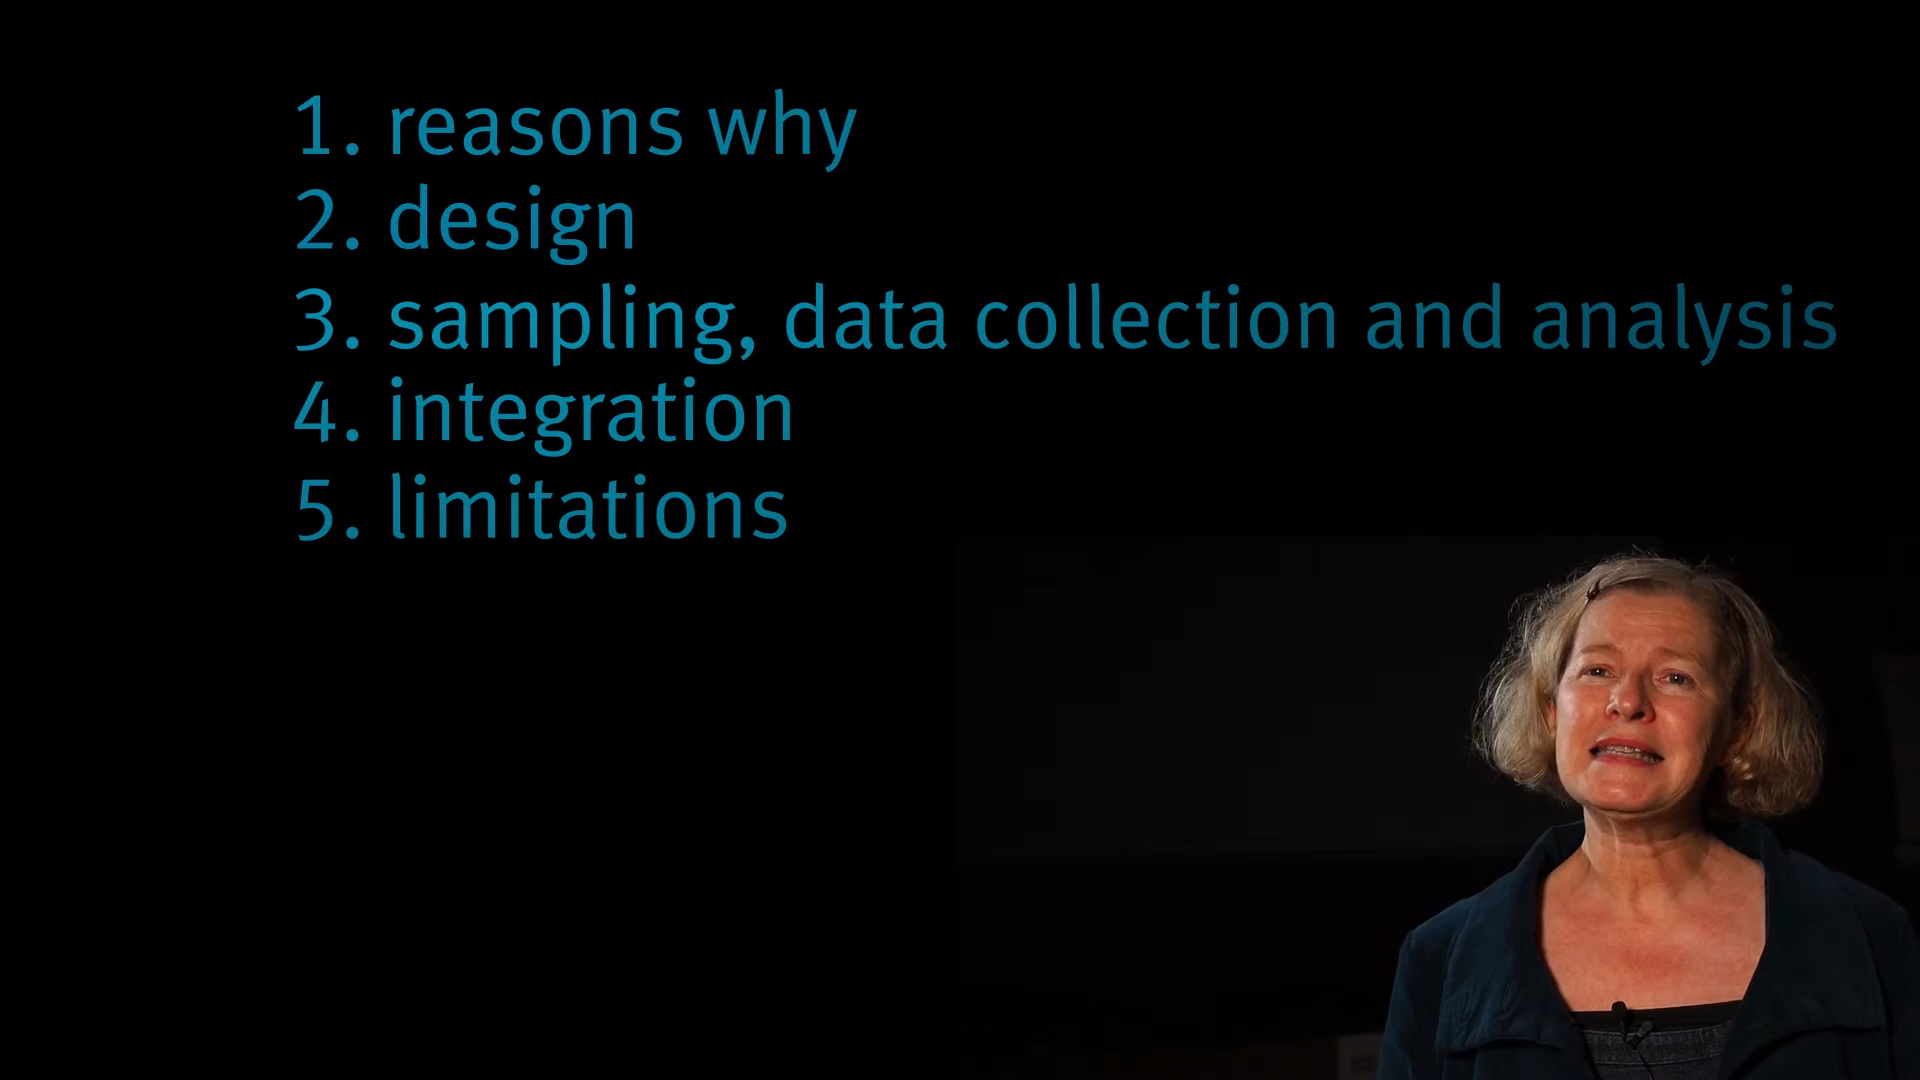 1. reasons why
2. design
3. sampling, data collection and analysis
4. integration
5. limitations